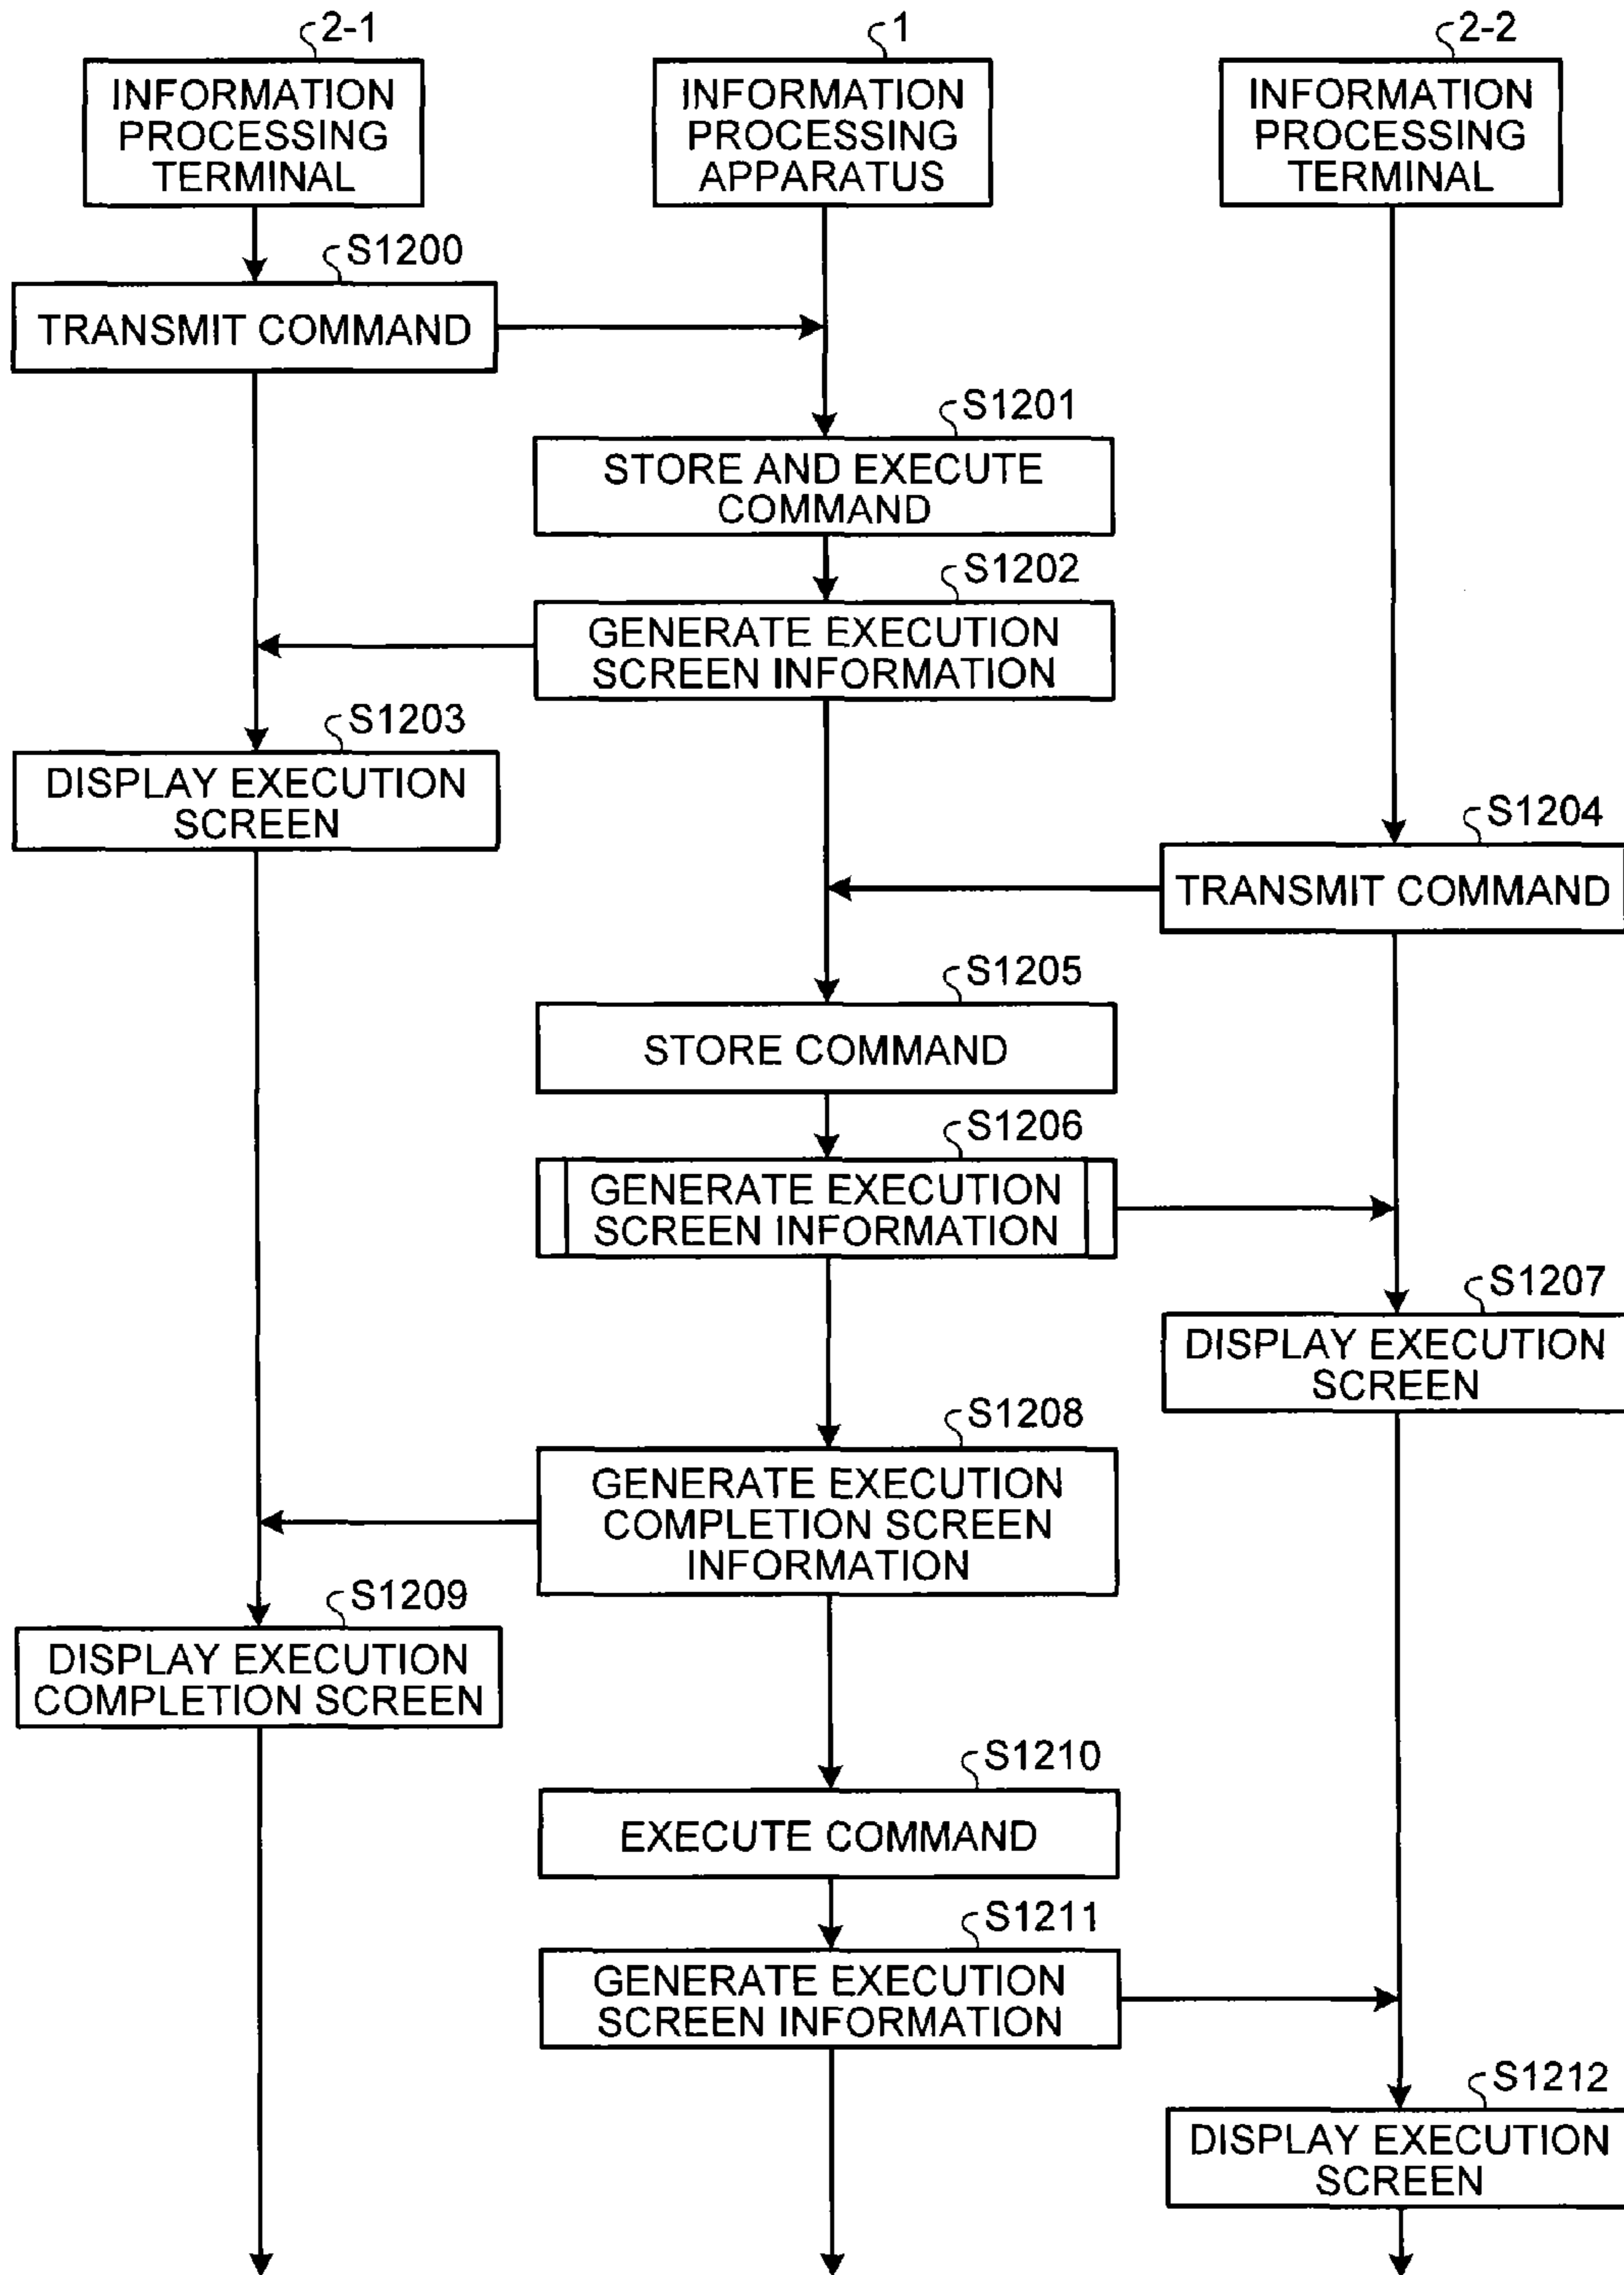 2-1
INFORMATION
PROCESSING
TERMINAL
1
INFORMATION
PROCESSING
APPARATUS
2-2
INFORMATION
PROCESSING
TERMINAL
S1200
TRANSMIT COMMAND
S1201
STORE AND EXECUTE
COMMAND
S1202
GENERATE EXECUTION
SCREEN INFORMATION
S1203
DISPLAY EXECUTION
SCREEN
S1204
TRANSMIT COMMAND
S1205
STORE COMMAND
S1206
GENERATE EXECUTION
SCREEN INFORMATION
S1207
DISPLAY EXECUTION
SCREEN
S1208
GENERATE EXECUTION
COMPLETION SCREEN
INFORMATION
S1209
DISPLAY EXECUTION
COMPLETION SCREEN
S1210
EXECUTE COMMAND
S1211
GENERATE EXECUTION
SCREEN INFORMATION
S1212
DISPLAY EXECUTION
SCREEN